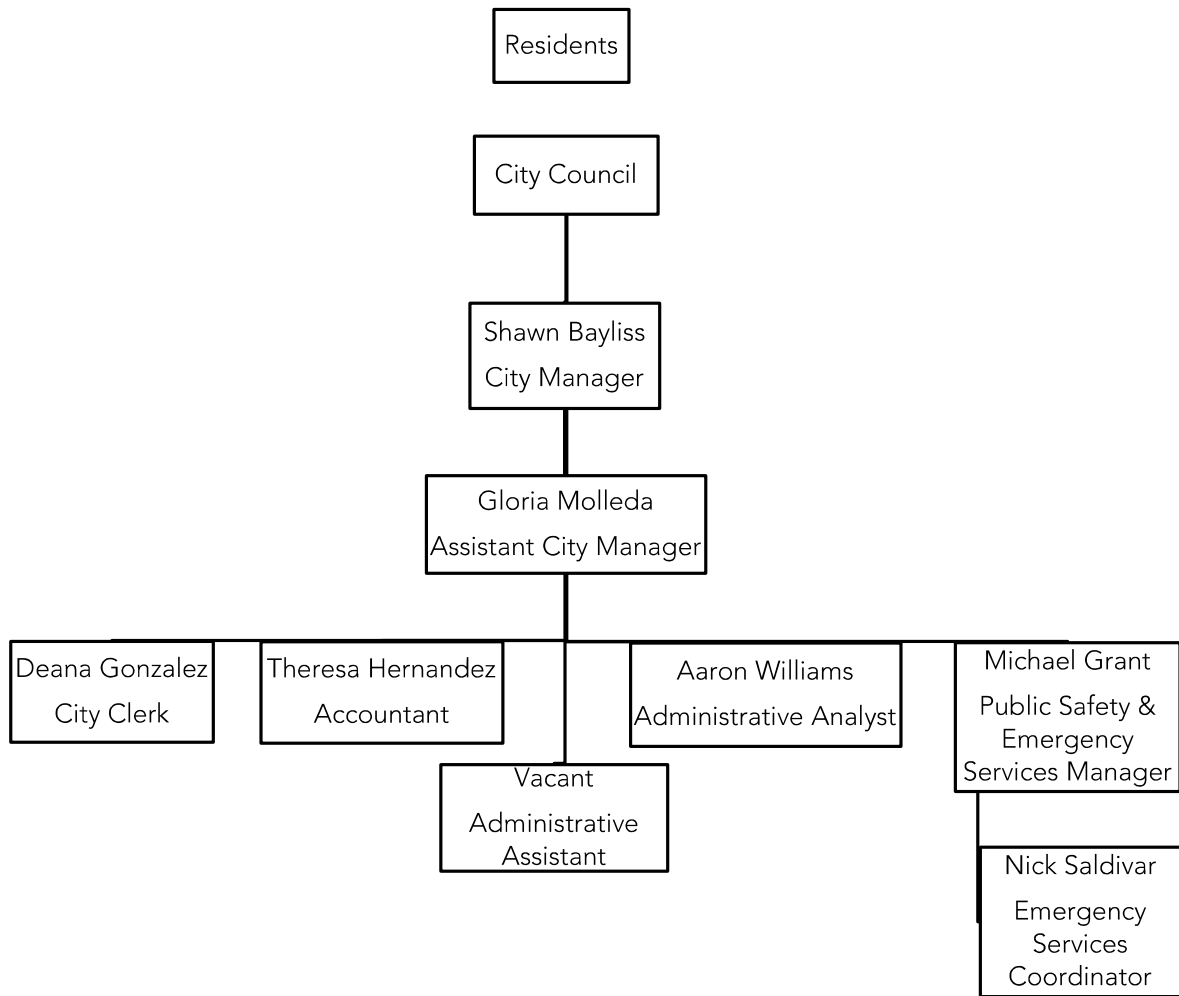 Residents
City Council
Shawn Bayliss
City Manager
Gloria Molleda
Assistant City Manager
Deana Gonzalez
City Clerk
Theresa Hernandez
Accountant
Aaron Williams
Administrative Analyst
Michael Grant
Public Safety &
Emergency
Services Manager
Vacant
Administrative
Assistant
Nick Saldivar
Emergency
Services
Coordinator